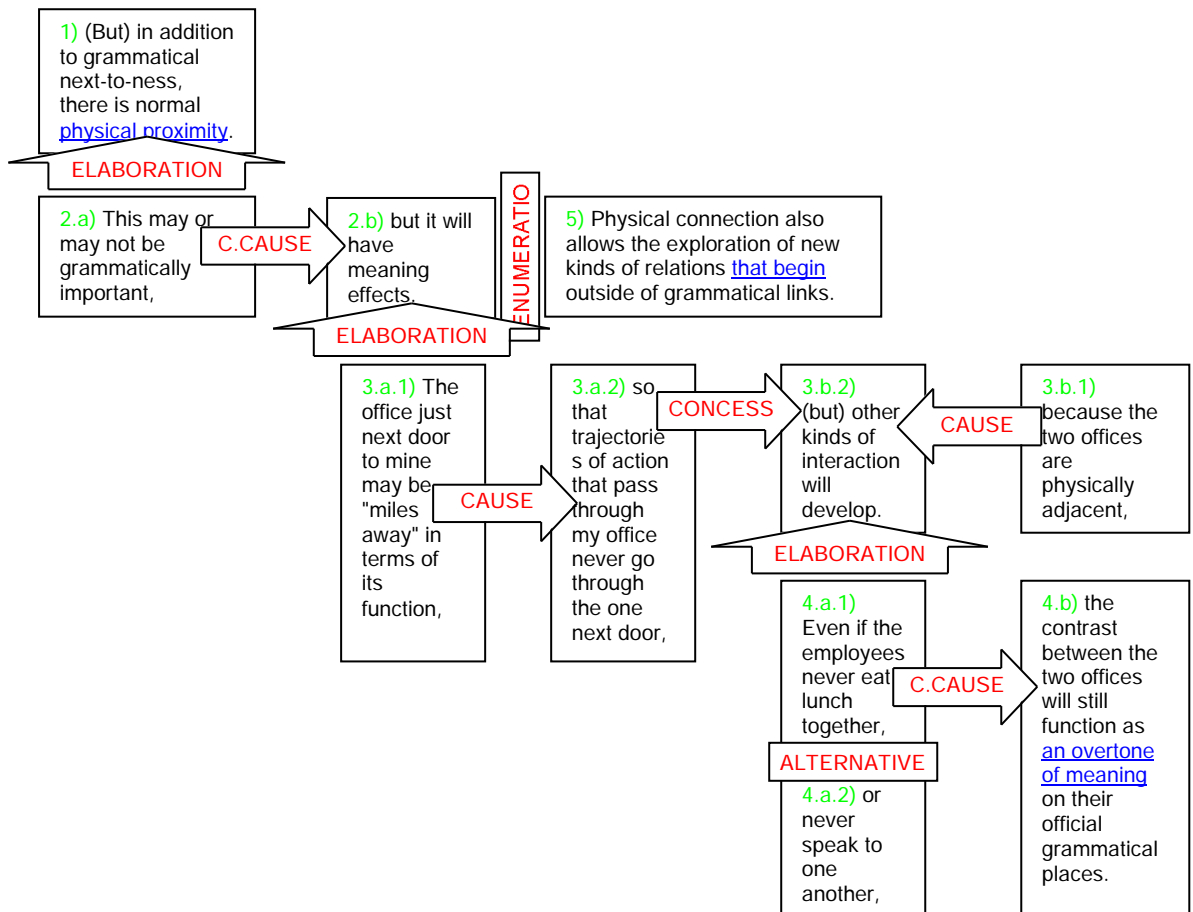 1) (But) in addition
to grammatical
next-to-ness,
there is normal
physical proximity.
ELABORATION
2.a) This may or
may not be
grammatically
important,
C.CAUSE
2.b) but it will
have
meaning
effects.
ENUMERATIO
5) Physical connection also
allows the exploration of new
kinds of relations that begin
outside of grammatical links.
ELABORATION
3.a.1) The
office just
next door
to mine
may be
"miles
away" in
terms of
its
function,
CAUSE
3.a.2) so
that
trajectorie
s of action
that pass
through
my office
never go
through
the one
next door,
CONCESS
3.b.2)
(but) other
kinds of
interaction
will
develop.
CAUSE
3.b.1)
because the
two offices
are
physically
adjacent,
ELABORATION
4.a.1)
Even if the
employees
never eat
lunch
together,
ALTERNATIVE
4.a.2) or
never
speak to
one
another,
C.CAUSE
4.b) the
contrast
between the
two offices
will still
function as
an overtone
of meaning
on their
official
grammatical
places.